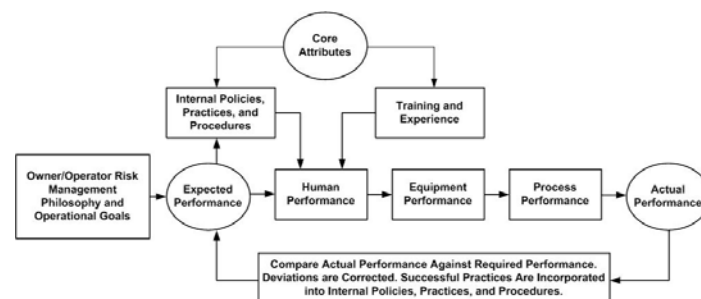 Core
Attributes
Internal Policies,
Practices, and
Procedures
Training and
Experience
Owner/Operator Risk
Management
Philosophy and
Operational Goals
Expected
Performance
Human
Performance
Equipment
Performance
Process
Performance
Actual
Performance
Compare Actual Performance Against Required Performance.
Deviations are Corrected. Successful Practices Are Incorporated
into Internal Policies, Practices, and Procedures.